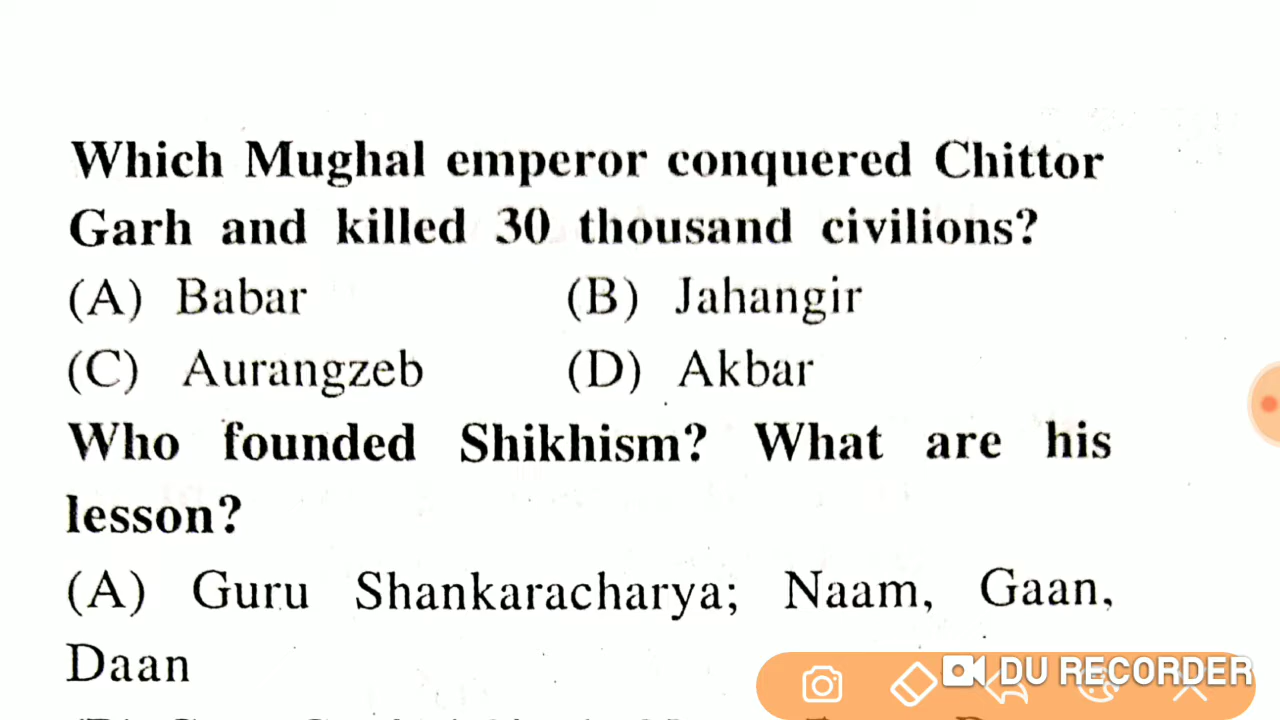 Which Mughal emperor conquered Chittor
Garh and killed 30 thousand civilions?
(A) Babar (B) Jahangir
(C) Aurangzeb (D) Akbar
Who founded Shikhism? What are his
lesson?
(A) Guru Shankaracharya; Naam, Gaan,
Daan
DU RECORDER